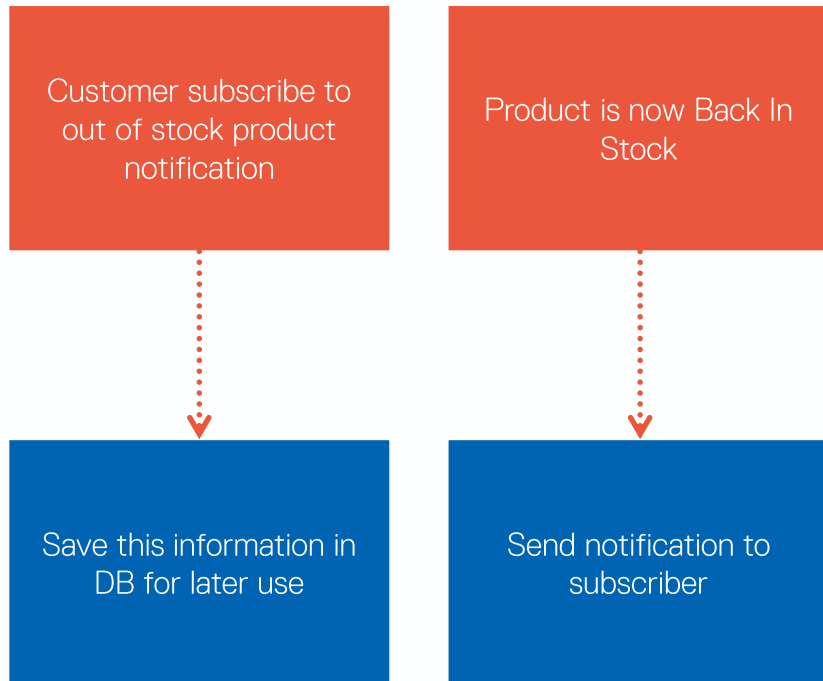 Customer subscribe to
out of stock product
notification
Product is now Back In
Stock
Save this information in
DB for later use
Send notification to
subscriber